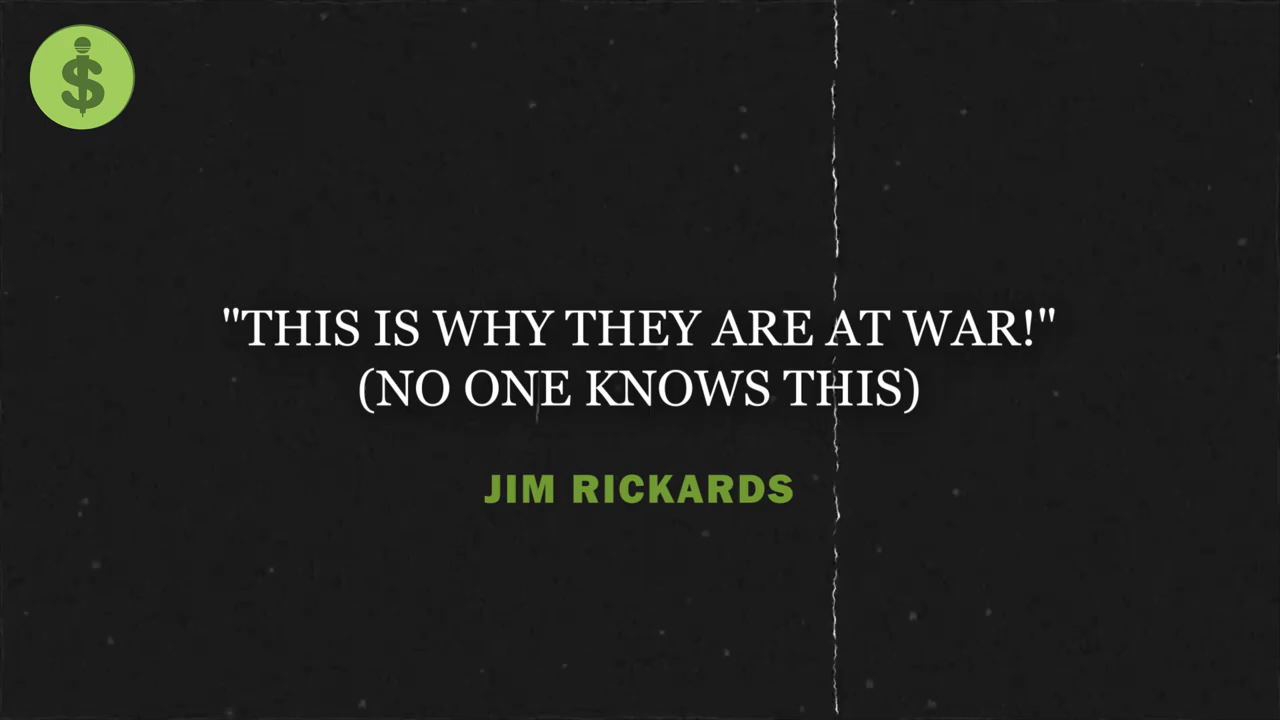 "THIS IS WHY THEY ARE AT WAR!"
(NO ONE KNOWS THIS)
JIM RICKARDS